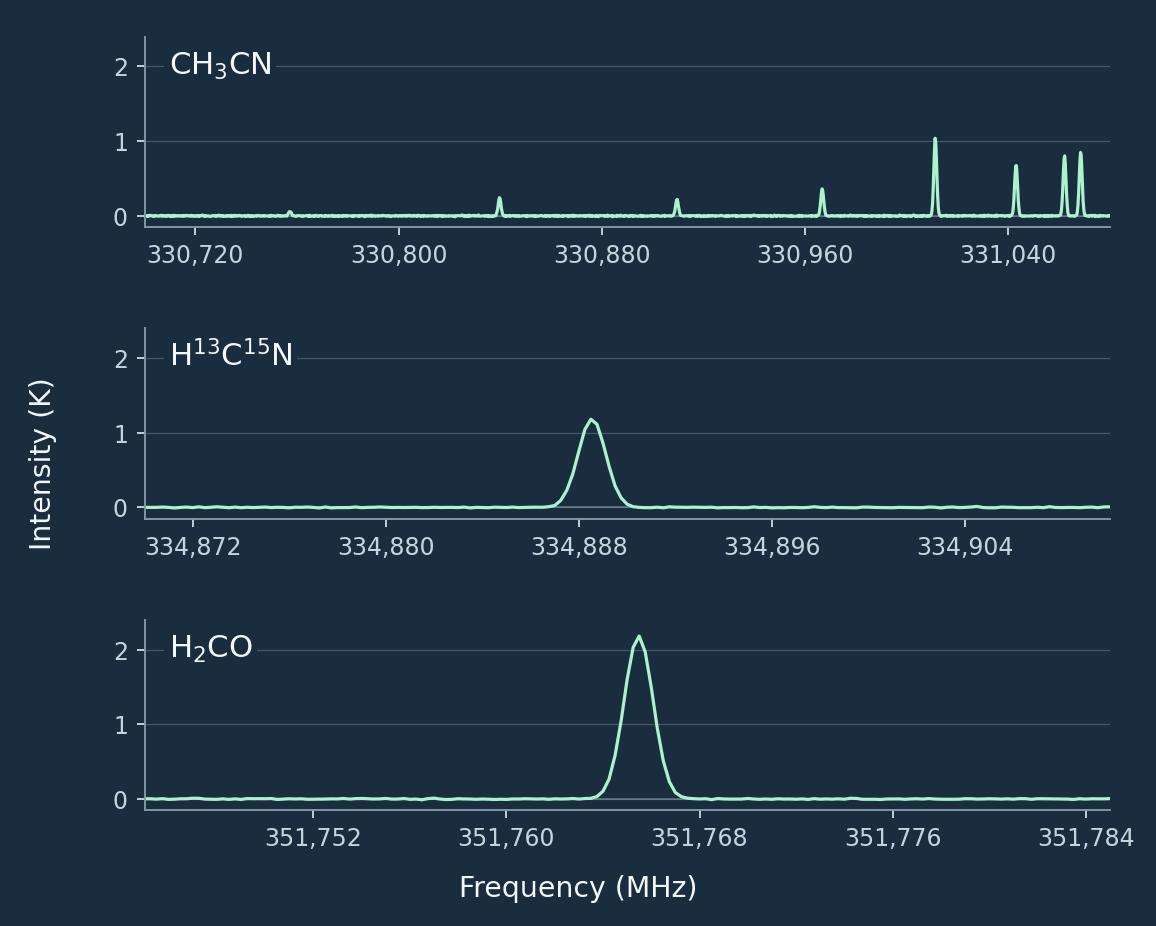 CH₃CN
2
1
0
330,720 330,800 330,880 330,960 331,040
H¹³C¹⁵N
2
1
0
334,872 334,880 334,888 334,896 334,904
H₂CO
2
1
0
351,752 351,760 351,768 351,776 351,784
Intensity (K)
Frequency (MHz)